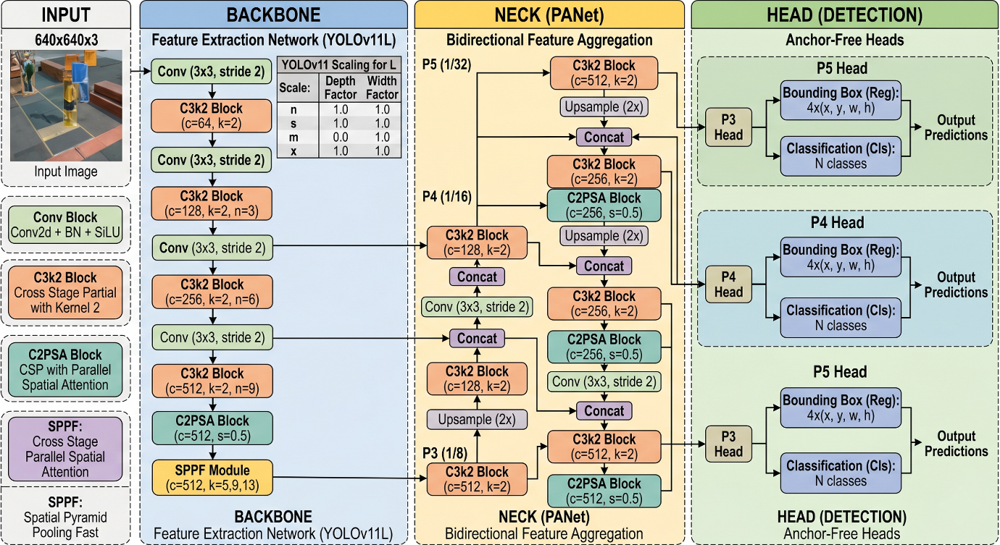 INPUT
640x640x3
Input Image
Conv Block
Conv2d + BN + SiLU
C3k2 Block
Cross Stage Partial
with Kernel 2
C2PSA Block
CSP with Parallel
Spatial Attention
SPPF:
Cross Stage
Parallel Spatial
Attention
SPPF:
Spatial Pyramid
Pooling Fast
BACKBONE
Feature Extraction Network (YOLOv11L)
Conv (3x3, stride 2)
C3k2 Block
(c=64, k=2)
Conv (3x3, stride 2)
C3k2 Block
(c=128, k=2, n=3)
Conv (3x3, stride 2)
C3k2 Block
(c=256, k=2, n=6)
Conv (3x3, stride 2)
C3k2 Block
(c=512, k=2, n=9)
C2PSA Block
(c=512, s=0.5)
SPPF Module
(c=512, k=5,9,13)
YOLOv11 Scaling for L
Scale: Depth Factor Width Factor
n 1.0 1.0
s 1.0 1.0
m 0.0 1.0
x 1.0 1.0
BACKBONE
Feature Extraction Network (YOLOv11L)
NECK (PANet)
Bidirectional Feature Aggregation
P5 (1/32)
P4 (1/16)
C3k2 Block
(c=128, k=2)
Concat
Conv (3x3, stride 2)
Concat
C3k2 Block
(c=128, k=2)
Upsample (2x)
P3 (1/8)
C3k2 Block
(c=512, k=2)
C3k2 Block
(c=512, k=2)
Upsample (2x)
Concat
C3k2 Block
(c=256, k=2)
C2PSA Block
(c=256, s=0.5)
Upsample (2x)
Concat
C3k2 Block
(c=256, k=2)
C2PSA Block
(c=256, s=0.5)
Conv (3x3, stride 2)
Concat
C3k2 Block
(c=512, k=2)
C2PSA Block
(c=512, s=0.5)
NECK (PANet)
Bidirectional Feature Aggregation
HEAD (DETECTION)
Anchor-Free Heads
P5 Head
P3
Head
Bounding Box (Reg):
4x(x, y, w, h)
Classification (Cls):
N classes
Output
Predictions
P4 Head
P4
Head
Bounding Box (Reg):
4x(x, y, w, h)
Classification (Cls):
N classes
Output
Predictions
P5 Head
P3
Head
Bounding Box (Reg):
4x(x, y, w, h)
Classification (Cls):
N classes
Output
Predictions
HEAD (DETECTION)
Anchor-Free Heads